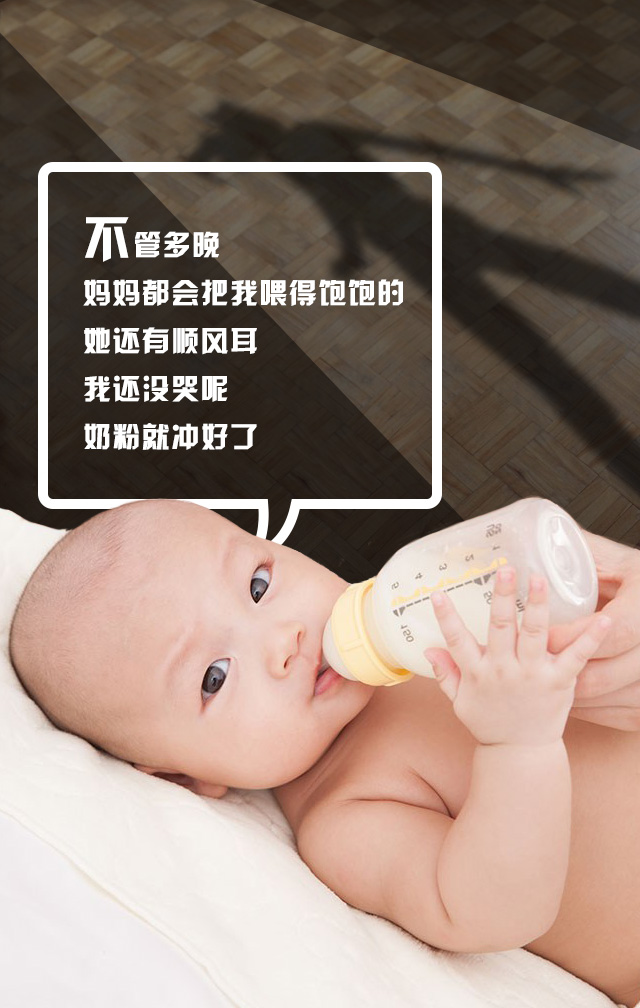 不管多晚
妈妈都会把我喂得饱饱的
她还有顺风耳
我还没哭呢
奶粉就冲好了